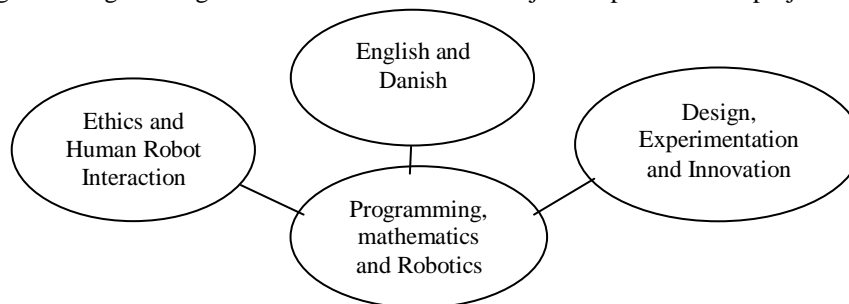 English and
Danish
Ethics and
Human Robot
Interaction
Design,
Experimentation
and Innovation
Programming,
mathematics
and Robotics